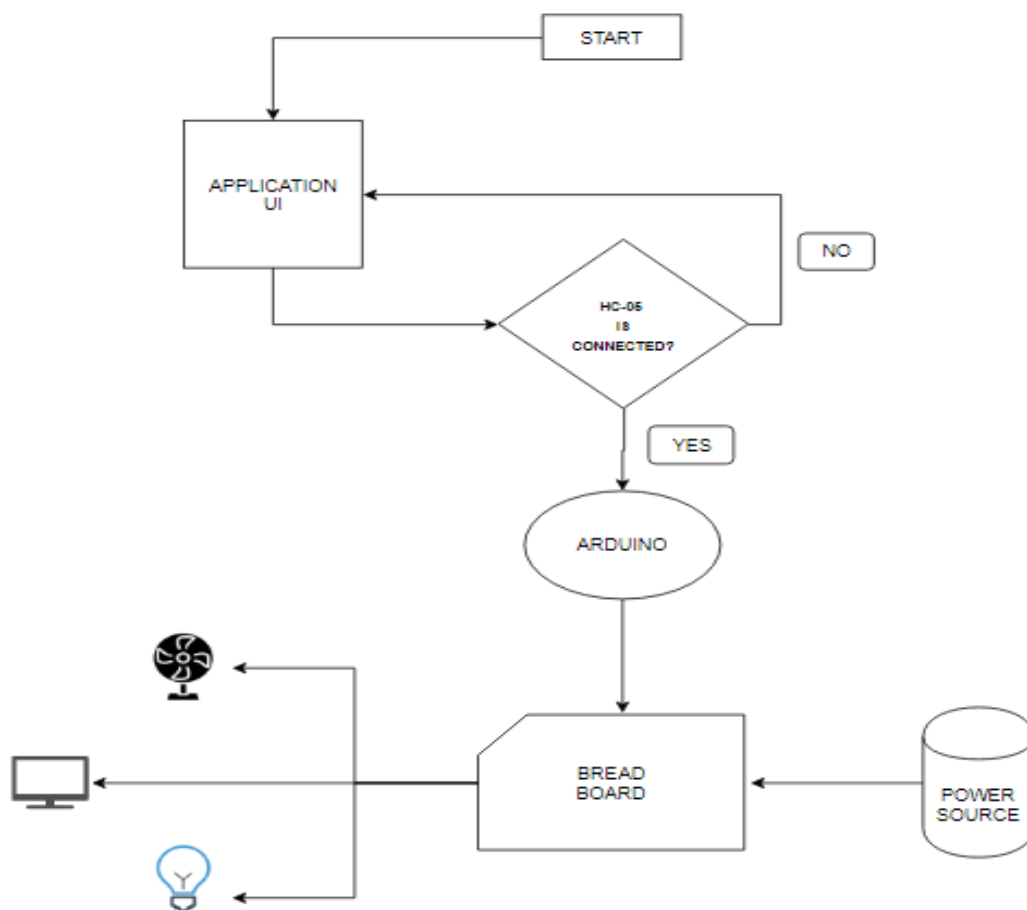 START
APPLICATION
UI
NO
HC-05
IS
CONNECTED?
YES
ARDUINO
BREAD
BOARD
POWER
SOURCE